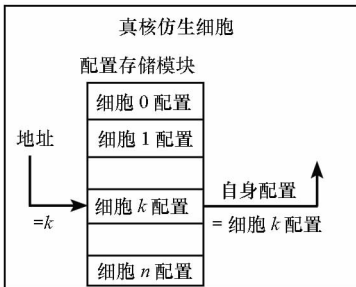 真核仿生细胞
配置存储模块
细胞 0 配置
细胞 1 配置
地址
=k
细胞 k 配置
自身配置
= 细胞 k 配置
细胞 n 配置